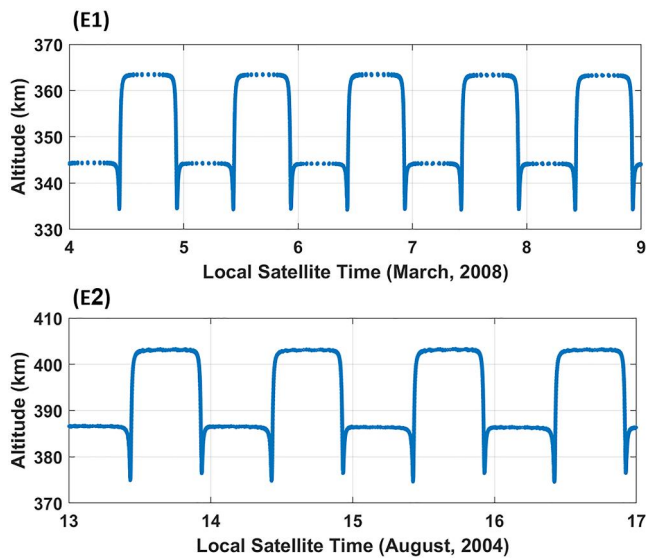 (E1)
370
360
350
340
330
Altitude (km)
4 5 6 7 8 9
Local Satellite Time (March, 2008)
(E2)
410
400
390
380
370
Altitude (km)
13 14 15 16 17
Local Satellite Time (August, 2004)